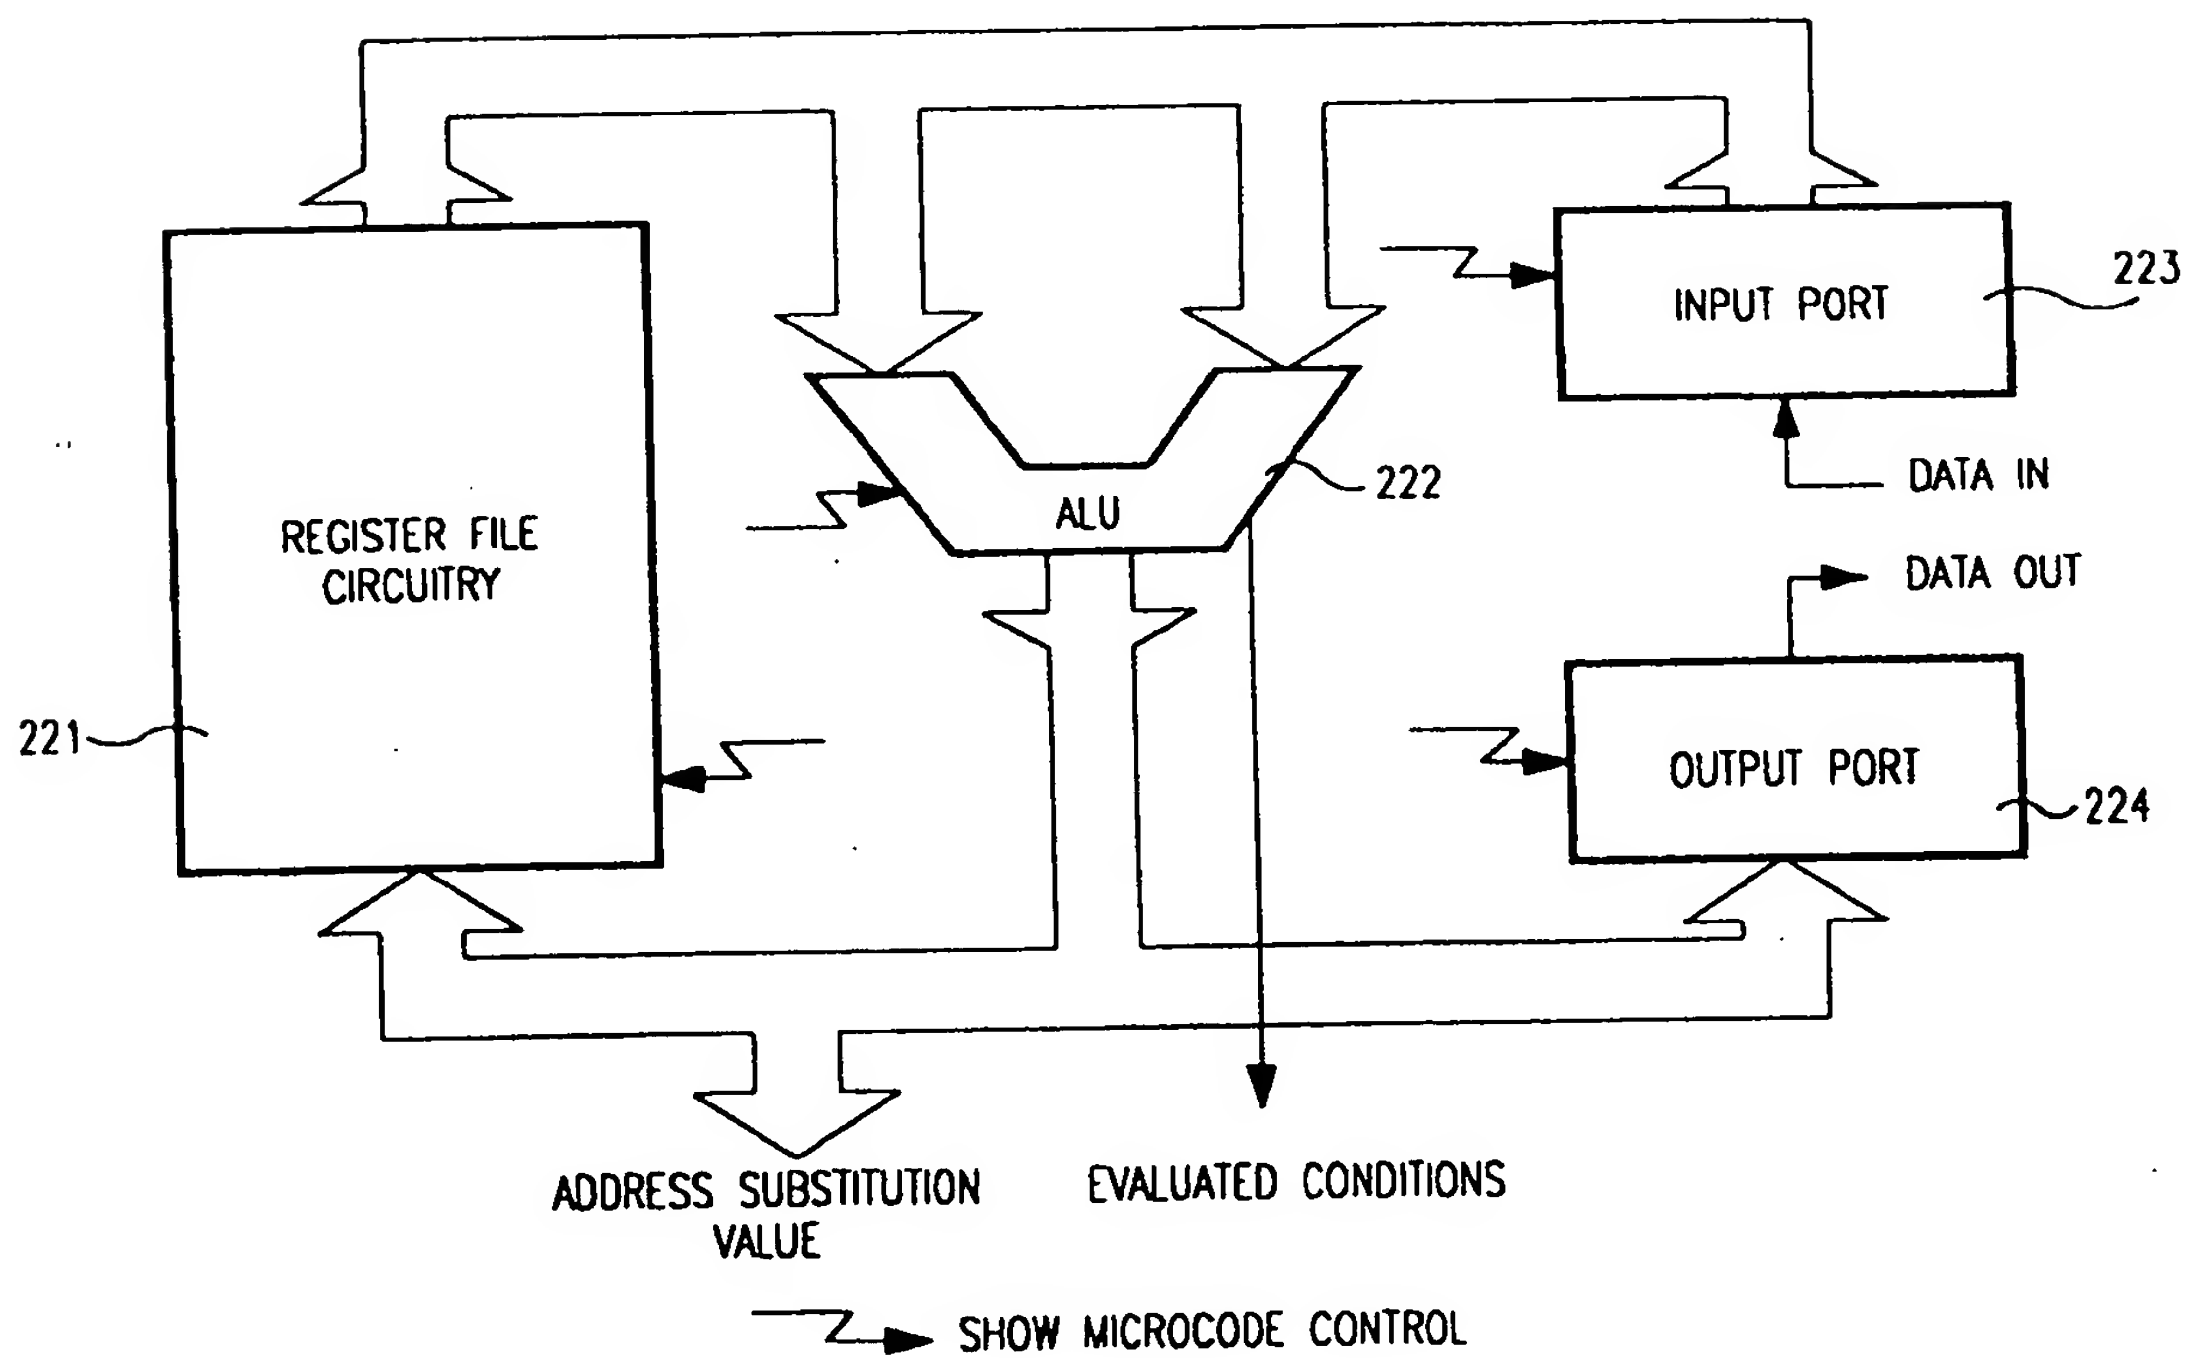 223
INPUT PORT
DATA IN
222
ALU
REGISTER FILE
CIRCUITRY
DATA OUT
221
OUTPUT PORT
224
ADDRESS SUBSTITUTION
VALUE
EVALUATED CONDITIONS
SHOW MICROCODE CONTROL